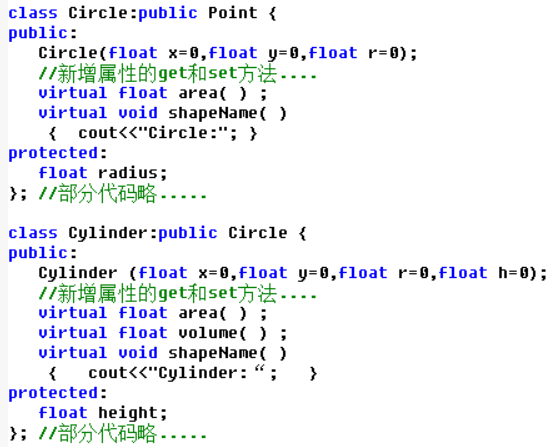 class Circle:public Point {
public:
Circle(float x=0,float y=0,float r=0);
//新增属性的get和set方法....
virtual float area( ) ;
virtual void shapeName( )
{ cout<<"Circle:"; }
protected:
float radius;
}; //部分代码略.....
class Cylinder:public Circle {
public:
Cylinder (float x=0,float y=0,float r=0,float h=0);
//新增属性的get和set方法....
virtual float area( ) ;
virtual float volume( ) ;
virtual void shapeName( )
{ cout<<"Cylinder:“; }
protected:
float height;
}; //部分代码略.....